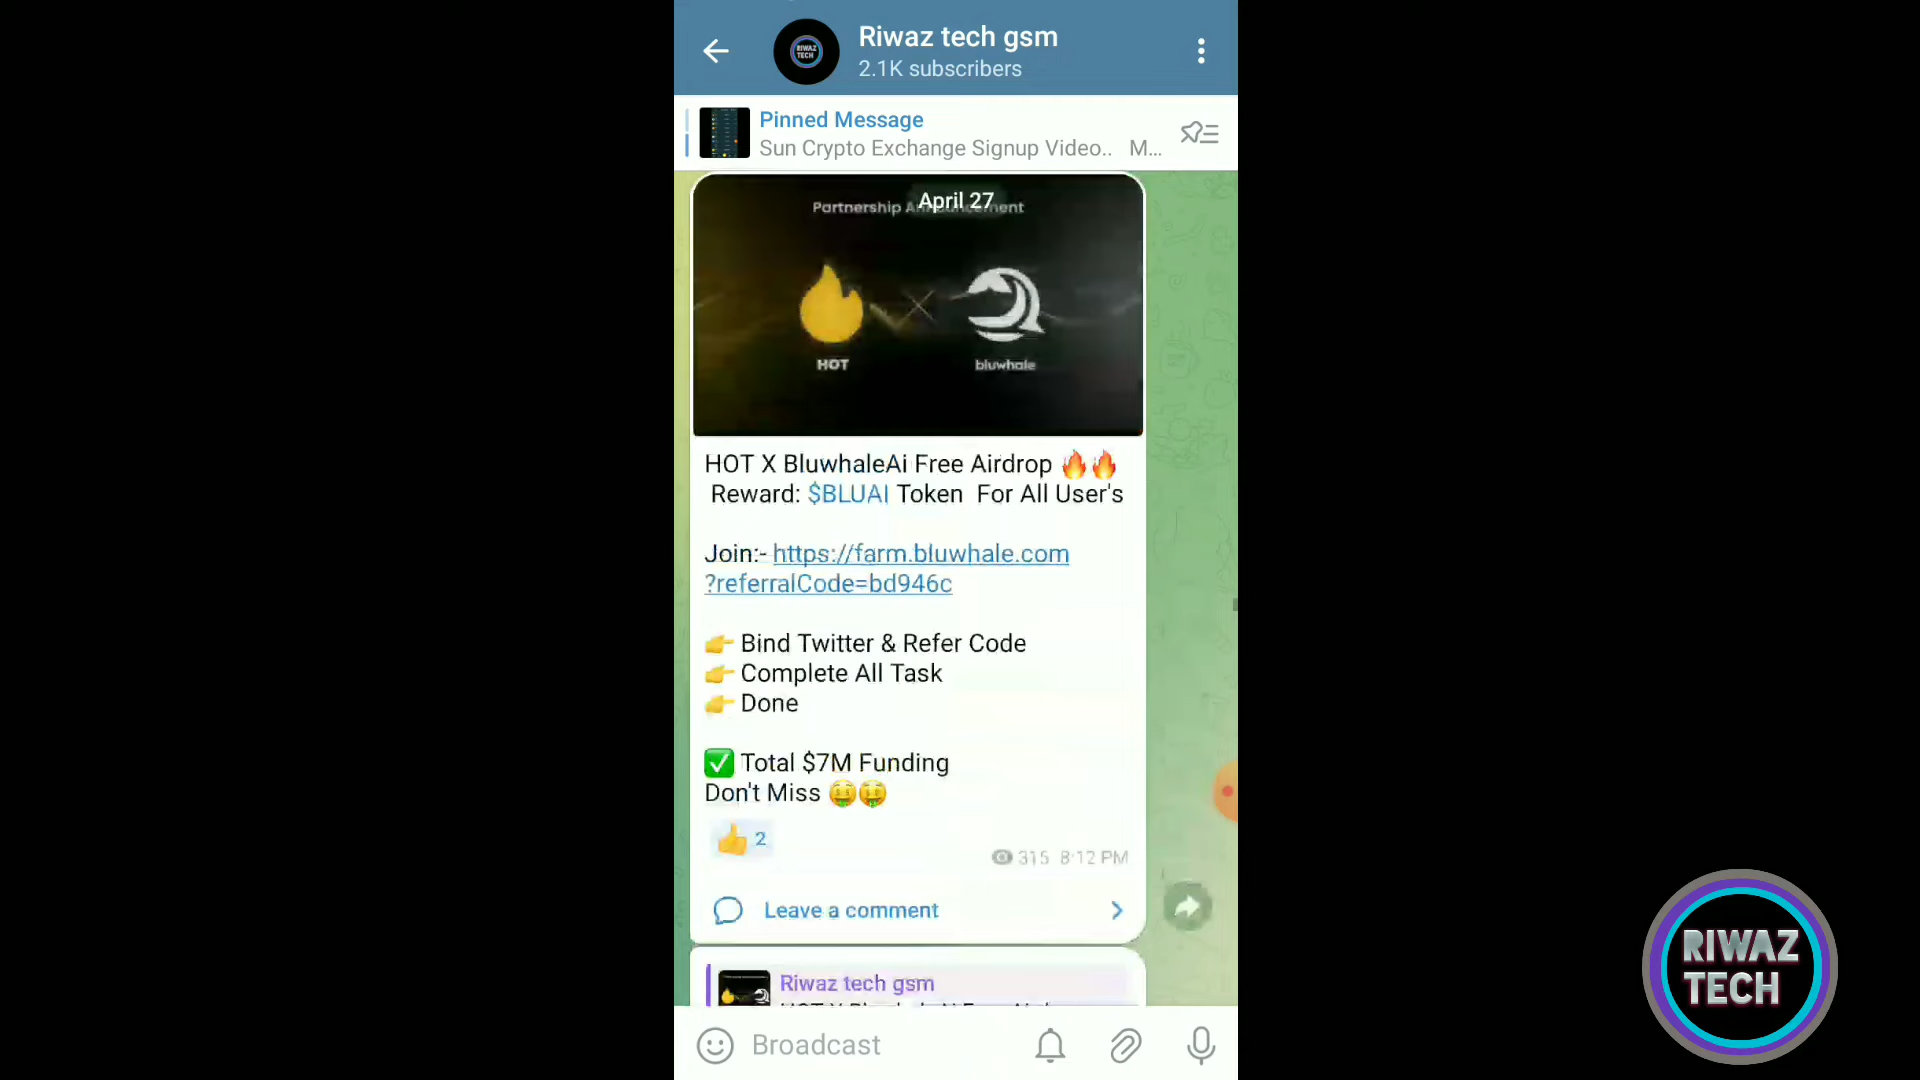 Riwaz tech gsm
2.1K subscribers
Pinned Message
Sun Crypto Exchange Signup Video.. M...
April 27
Partnership Announcement
HOT
bluwhale
HOT X BluwhaleAi Free Airdrop 🔥🔥
Reward: $BLUAI Token For All User's
Join:- https://farm.bluwhale.com
?referralCode=bd946c
👉 Bind Twitter & Refer Code
👉 Complete All Task
👉 Done
✅ Total $7M Funding
Don't Miss 🤑🤑
👍 2
315 8:12 PM
Leave a comment
Riwaz tech gsm
Broadcast
RIWAZ
TECH